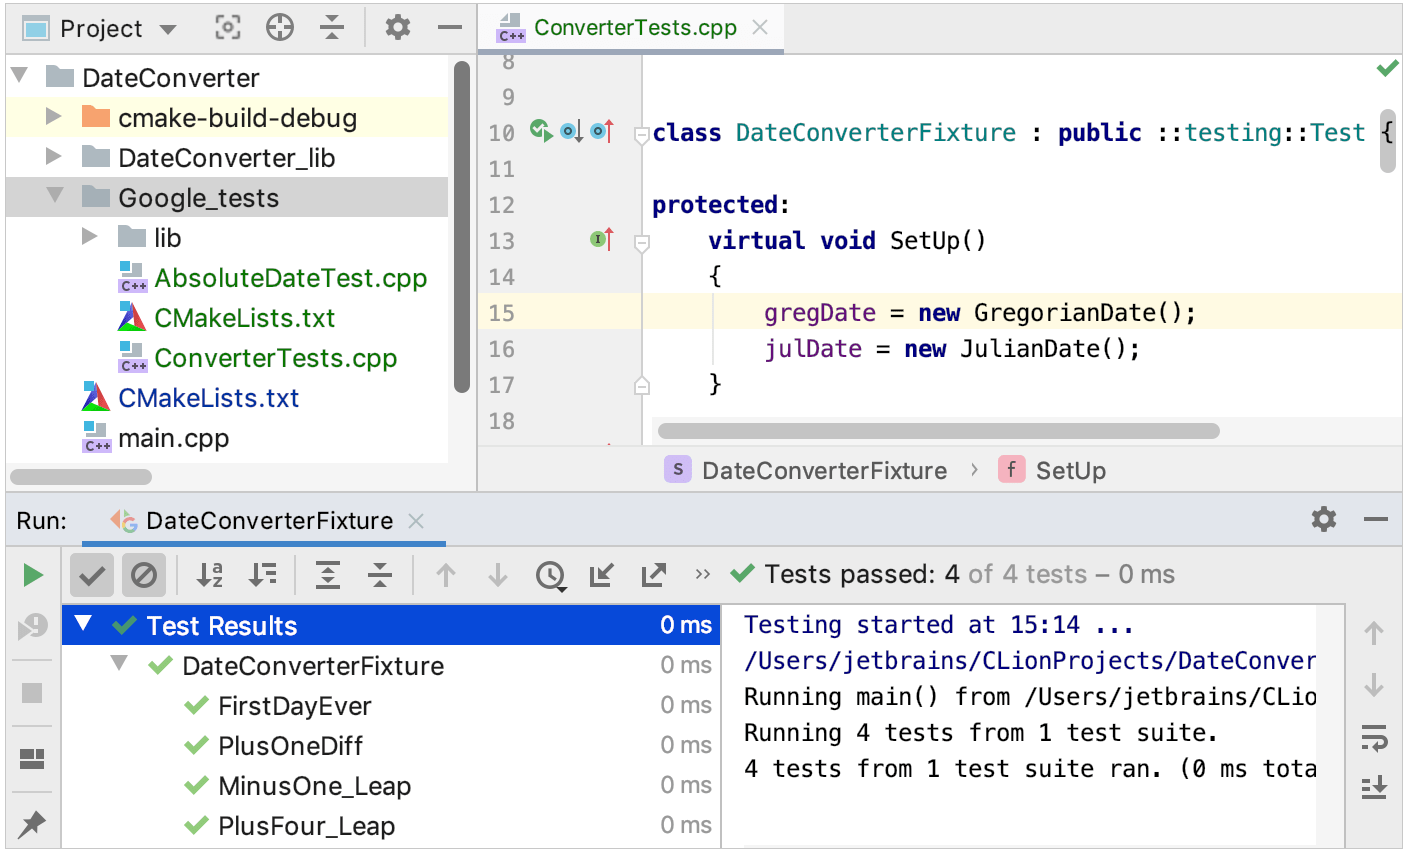 Project
DateConverter
cmake-build-debug
DateConverter_lib
Google_tests
lib
C++ AbsoluteDateTest.cpp
CMakeLists.txt
C++ ConverterTests.cpp
CMakeLists.txt
C++ main.cpp
C++ ConverterTests.cpp
8
9
10 class DateConverterFixture : public ::testing::Test {
11
12 protected:
13 virtual void SetUp()
14 {
15 gregDate = new GregorianDate();
16 julDate = new JulianDate();
17 }
18
S DateConverterFixture › f SetUp
Run: DateConverterFixture
Tests passed: 4 of 4 tests – 0 ms
Test Results 0 ms
DateConverterFixture 0 ms
FirstDayEver 0 ms
PlusOneDiff 0 ms
MinusOne_Leap 0 ms
PlusFour_Leap 0 ms
Testing started at 15:14 ...
/Users/jetbrains/CLionProjects/DateConver
Running main() from /Users/jetbrains/CLio
Running 4 tests from 1 test suite.
4 tests from 1 test suite ran. (0 ms tota